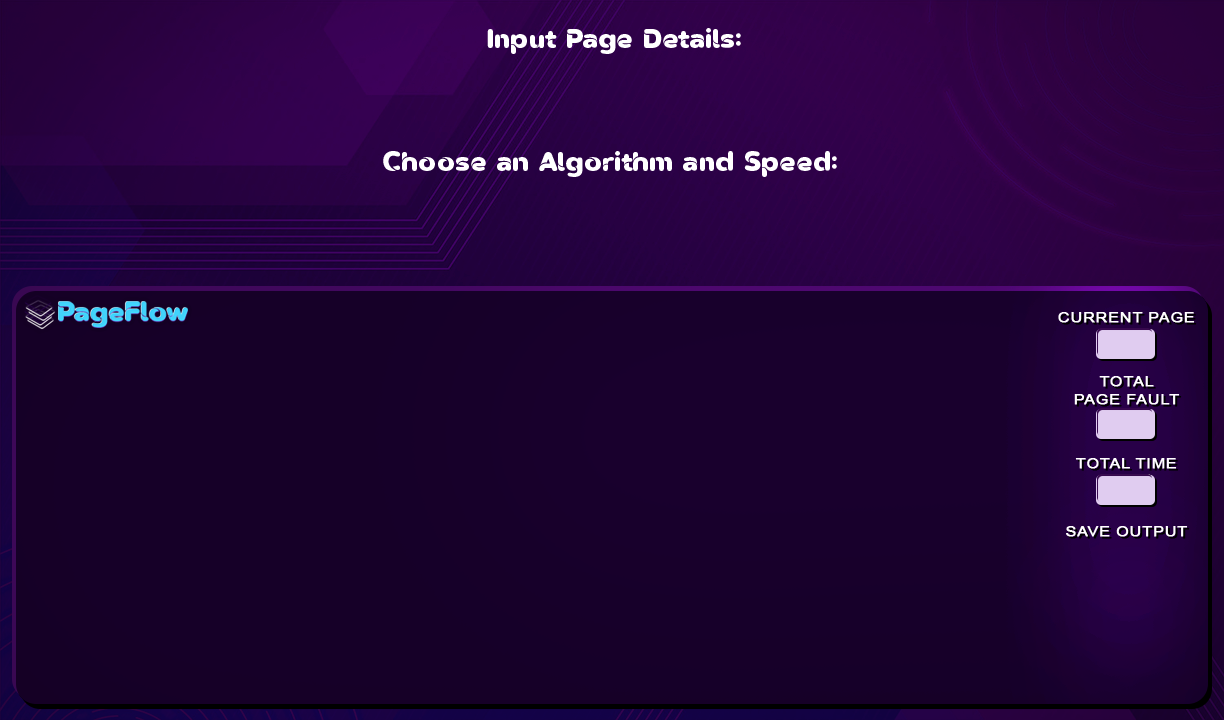 Input Page Details:
Choose an Algorithm and Speed:
PageFlow
CURRENT PAGE
TOTAL
PAGE FAULT
TOTAL TIME
SAVE OUTPUT